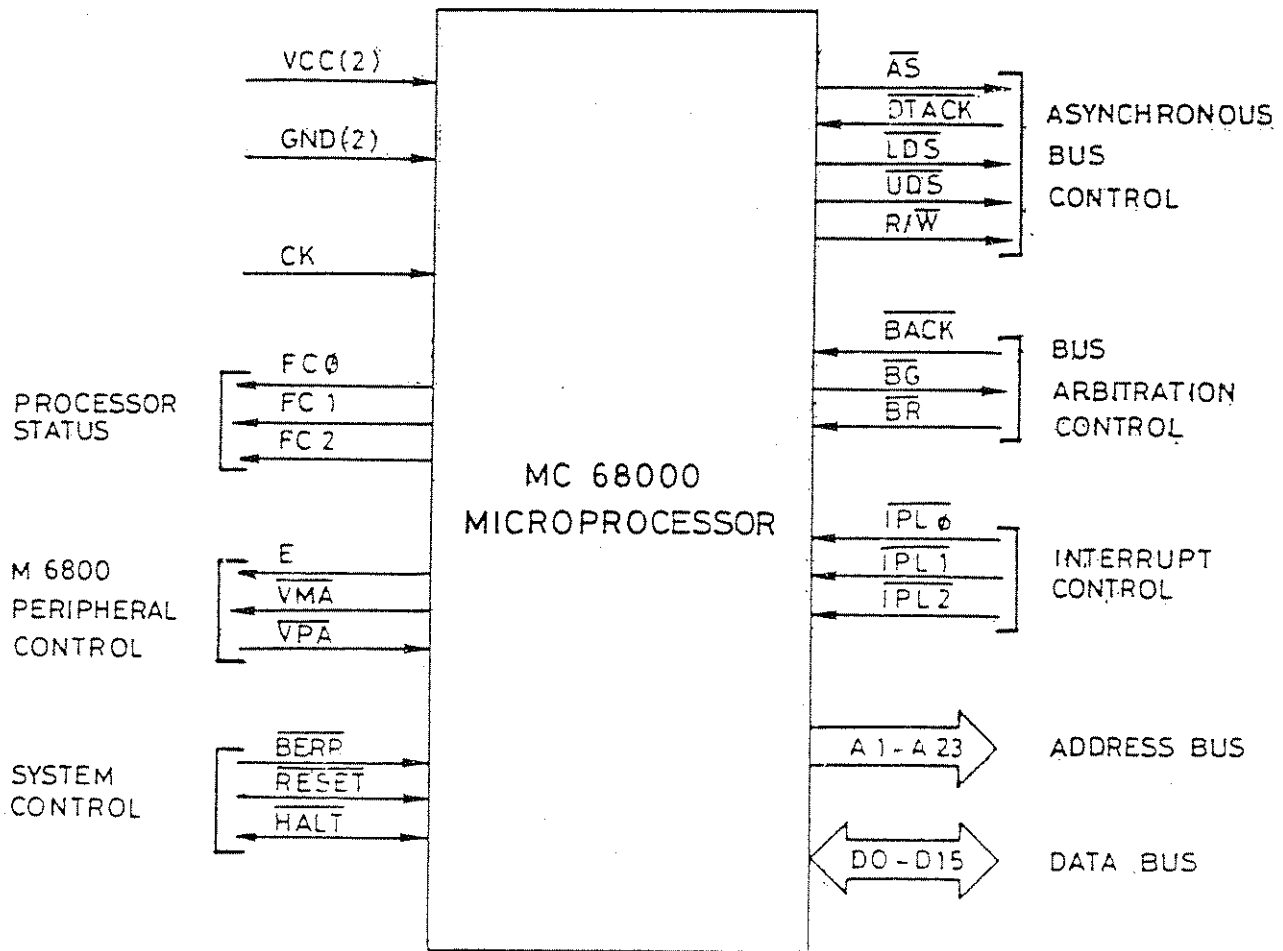 VCC(2)
GND(2)
CK
PROCESSOR
STATUS
FC0
FC1
FC2
M 6800
PERIPHERAL
CONTROL
E
VMA
VPA
SYSTEM
CONTROL
BERR
RESET
HALT
MC 68000
MICROPROCESSOR
AS
DTACK
LDS
UDS
R/W
ASYNCHRONOUS
BUS
CONTROL
BACK
BG
BR
BUS
ARBITRATION
CONTROL
IPL0
IPL1
IPL2
INTERRUPT
CONTROL
A1-A23
ADDRESS BUS
D0-D15
DATA BUS